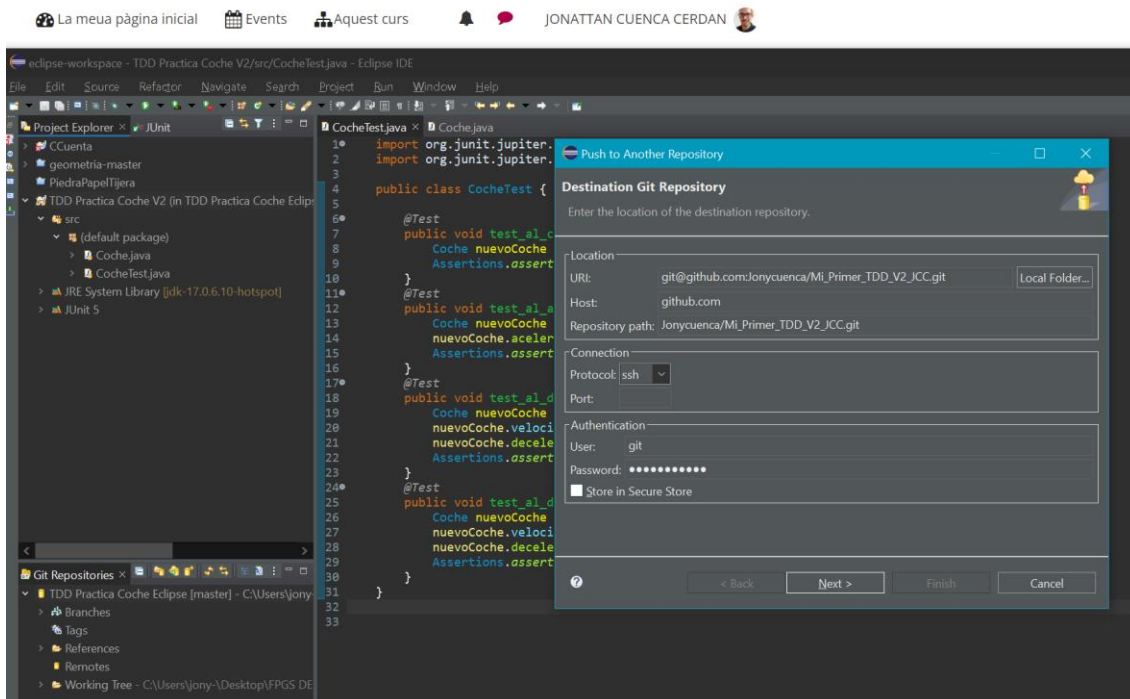 La meua pàgina inicial Events Aquest curs JONATTAN CUENCA CERDAN
eclipse-workspace - TDD Practica Coche V2/src/CocheTest.java - Eclipse IDE
File Edit Source Refactor Navigate Search Project Run Window Help
Project Explorer JUnit
CCuenta
geometria-master
PiedraPapelTijera
TDD Practica Coche V2 (in TDD Practica Coche Eclips
src
(default package)
Coche.java
CocheTest.java
JRE System Library [jdk-17.0.6.10-hotspot]
JUnit 5
Git Repositories
TDD Practica Coche Eclipse [master] - C:\Users\jony-
Branches
Tags
References
Remotes
Working Tree - C:\Users\jony-\Desktop\FPGS DE
CocheTest.java Coche.java
1 import org.junit.jupiter.
2 import org.junit.jupiter.
3
4 public class CocheTest {
5
6 @Test
7 public void test_al_c
8 Coche nuevoCoche
9 Assertions.assert
10 }
11 @Test
12 public void test_al_a
13 Coche nuevoCoche
14 nuevoCoche.aceler
15 Assertions.assert
16 }
17 @Test
18 public void test_al_d
19 Coche nuevoCoche
20 nuevoCoche.veloci
21 nuevoCoche.decele
22 Assertions.assert
23 }
24 @Test
25 public void test_al_d
26 Coche nuevoCoche
27 nuevoCoche.veloci
28 nuevoCoche.decele
29 Assertions.assert
30 }
31 }
32
33
Push to Another Repository
Destination Git Repository
Enter the location of the destination repository.
Location
URI: git@github.com:Jonycuenca/Mi_Primer_TDD_V2_JCC.git Local Folder...
Host: github.com
Repository path: Jonycuenca/Mi_Primer_TDD_V2_JCC.git
Connection
Protocol: ssh
Port:
Authentication
User: git
Password: ●●●●●●●●●●●
Store in Secure Store
< Back Next > Finish Cancel